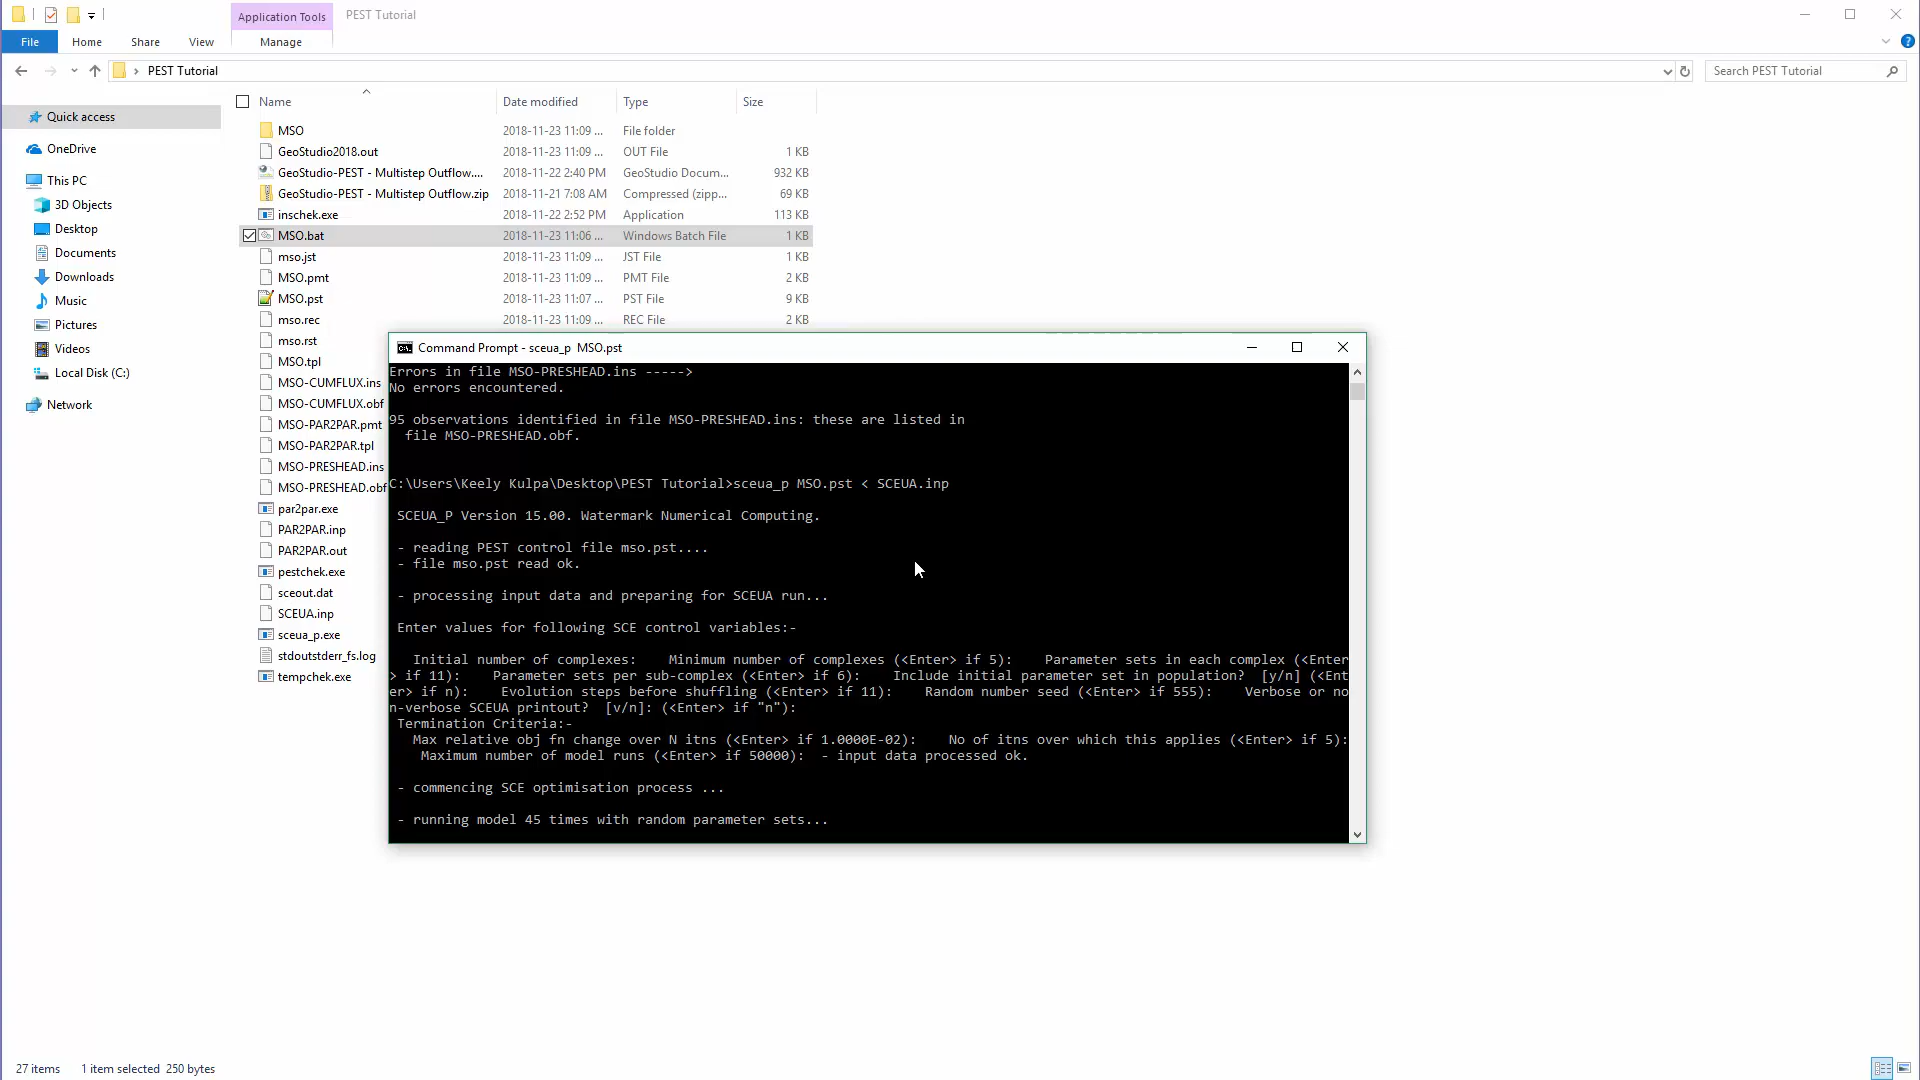 Application Tools
PEST Tutorial
File
Home
Share
View
Manage
PEST Tutorial
Search PEST Tutorial
Name
Date modified
Type
Size
Quick access
OneDrive
This PC
3D Objects
Desktop
Documents
Downloads
Music
Pictures
Videos
Local Disk (C:)
Network
MSO 2018-11-23 11:09 ... File folder
GeoStudio2018.out 2018-11-23 11:09 ... OUT File 1 KB
GeoStudio-PEST - Multistep Outflow.... 2018-11-22 2:40 PM GeoStudio Docum... 932 KB
GeoStudio-PEST - Multistep Outflow.zip 2018-11-21 7:08 AM Compressed (zipp... 69 KB
inschek.exe 2018-11-22 2:52 PM Application 113 KB
MSO.bat 2018-11-23 11:06 ... Windows Batch File 1 KB
mso.jst 2018-11-23 11:09 ... JST File 1 KB
MSO.pmt 2018-11-23 11:09 ... PMT File 2 KB
MSO.pst 2018-11-23 11:07 ... PST File 9 KB
mso.rec 2018-11-23 11:09 ... REC File 2 KB
mso.rst
MSO.tpl
MSO-CUMFLUX.ins
MSO-CUMFLUX.obf
MSO-PAR2PAR.pmt
MSO-PAR2PAR.tpl
MSO-PRESHEAD.ins
MSO-PRESHEAD.obf
par2par.exe
PAR2PAR.inp
PAR2PAR.out
pestchek.exe
sceout.dat
SCEUA.inp
sceua_p.exe
stdoutstderr_fs.log
tempchek.exe
Command Prompt - sceua_p MSO.pst
Errors in file MSO-PRESHEAD.ins ----->
No errors encountered.
95 observations identified in file MSO-PRESHEAD.ins: these are listed in
file MSO-PRESHEAD.obf.
C:\Users\Keely Kulpa\Desktop\PEST Tutorial>sceua_p MSO.pst < SCEUA.inp
SCEUA_P Version 15.00. Watermark Numerical Computing.
- reading PEST control file mso.pst....
- file mso.pst read ok.
- processing input data and preparing for SCEUA run...
Enter values for following SCE control variables:-
Initial number of complexes: Minimum number of complexes (<Enter> if 5): Parameter sets in each complex (<Enter
> if 11): Parameter sets per sub-complex (<Enter> if 6): Include initial parameter set in population? [y/n] (<Ent
er> if n): Evolution steps before shuffling (<Enter> if 11): Random number seed (<Enter> if 555): Verbose or no
n-verbose SCEUA printout? [v/n]: (<Enter> if "n"):
Termination Criteria:-
Max relative obj fn change over N itns (<Enter> if 1.0000E-02): No of itns over which this applies (<Enter> if 5):
Maximum number of model runs (<Enter> if 50000): - input data processed ok.
- commencing SCE optimisation process ...
- running model 45 times with random parameter sets...
27 items
1 item selected 250 bytes